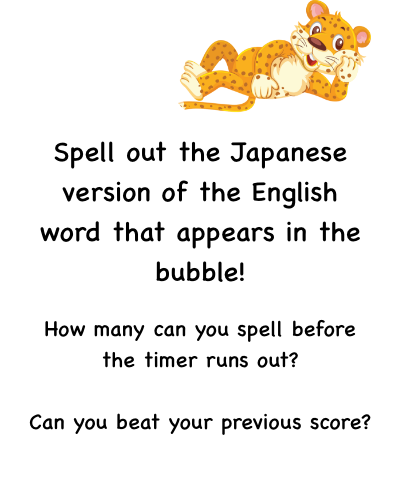 Spell out the Japanese
version of the English
word that appears in the
bubble!
How many can you spell before
the timer runs out?
Can you beat your previous score?